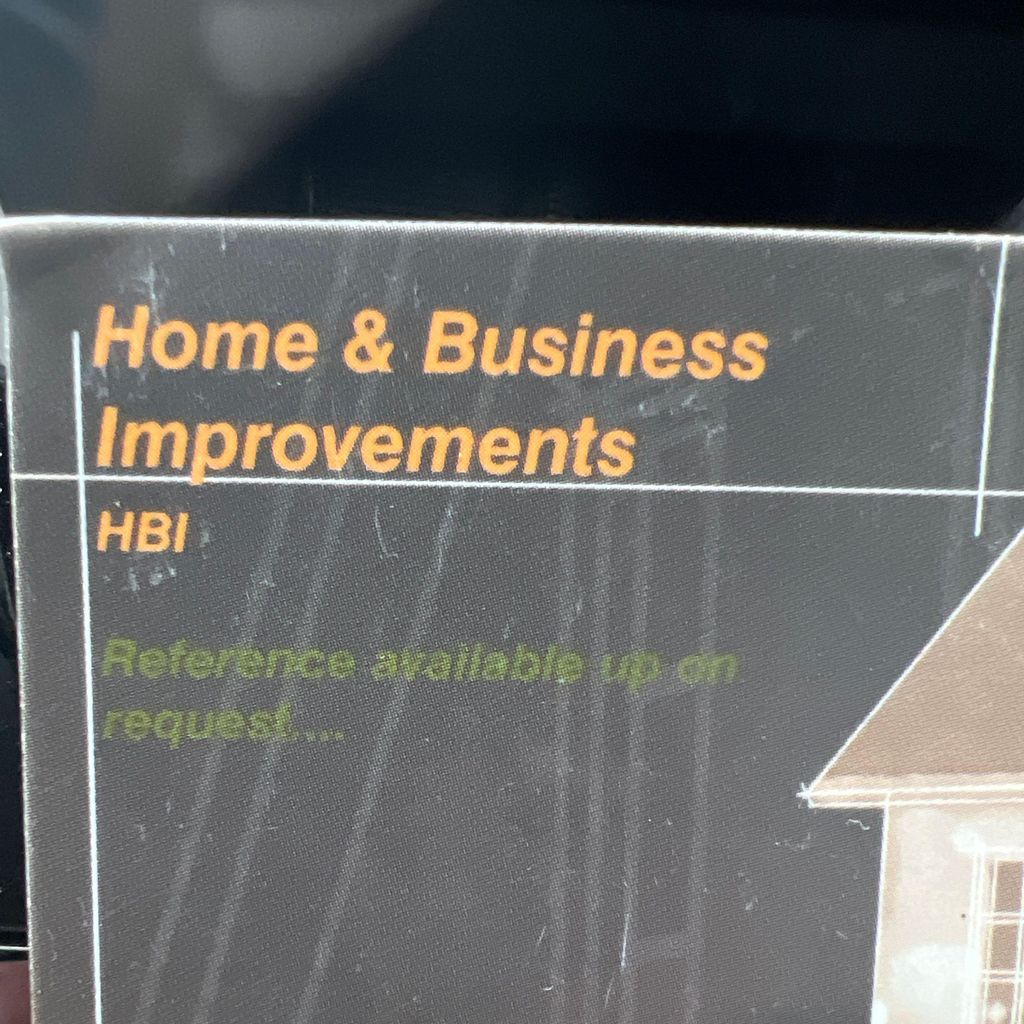 Home & Business
Improvements
HBI
Reference available up on
request....